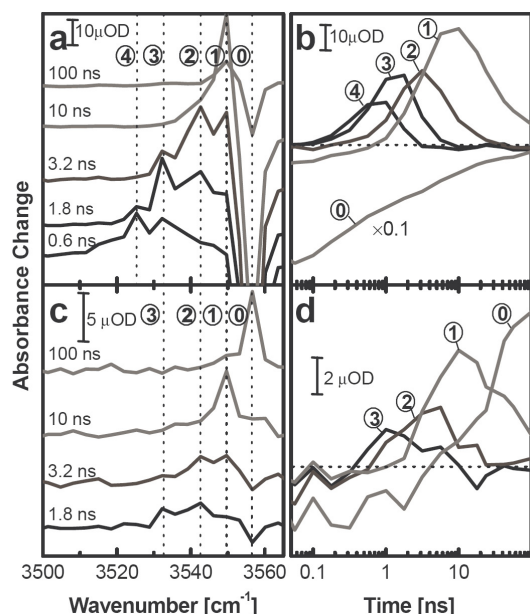 a
10µOD
④ ③ ② ① ⓪
100 ns
10 ns
3.2 ns
1.8 ns
0.6 ns
b
10µOD
①
②
③
④
⓪
×0.1
Absorbance Change
c
5 µOD
③ ② ① ⓪
100 ns
10 ns
3.2 ns
1.8 ns
3500 3520 3540 3560
Wavenumber [cm⁻¹]
d
2 µOD
⓪
①
②
③
0.1 1 10
Time [ns]